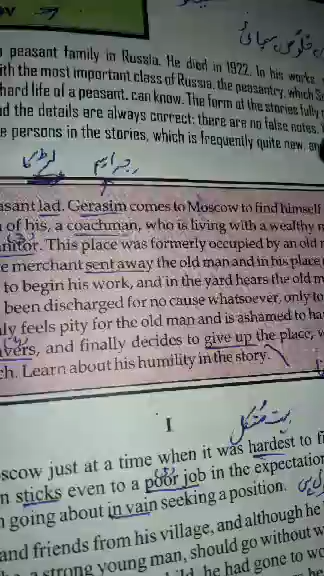 peasant family in Russia. He died in 1922. In his works
ith the most important class of Russia, the peasantry, which
hard life of a peasant, can know. The form of the stories fully
nd the details are always correct: there are no false notes.
e persons in the stories, which is frequently quite new, an
لڑکا جرایم
asant lad. Gerasim comes to Moscow to find himself
of his, a coachman, who is living with a wealthy m
anitor. This place was formerly occupied by an old m
e merchant sent away the old man and in his place
to begin his work, and in the yard hears the old m
been discharged for no cause whatsoever, only to
ly feels pity for the old man and is ashamed to ha
vers, and finally decides to give up the place, w
ch. Learn about his humility in the story.
I
بہت مشکل
oscow just at a time when it was hardest to fi
n sticks even to a poor job in the expectation
going about in vain seeking a position.
and friends from his village, and although he
a strong young man, should go without w
he had gone to wo